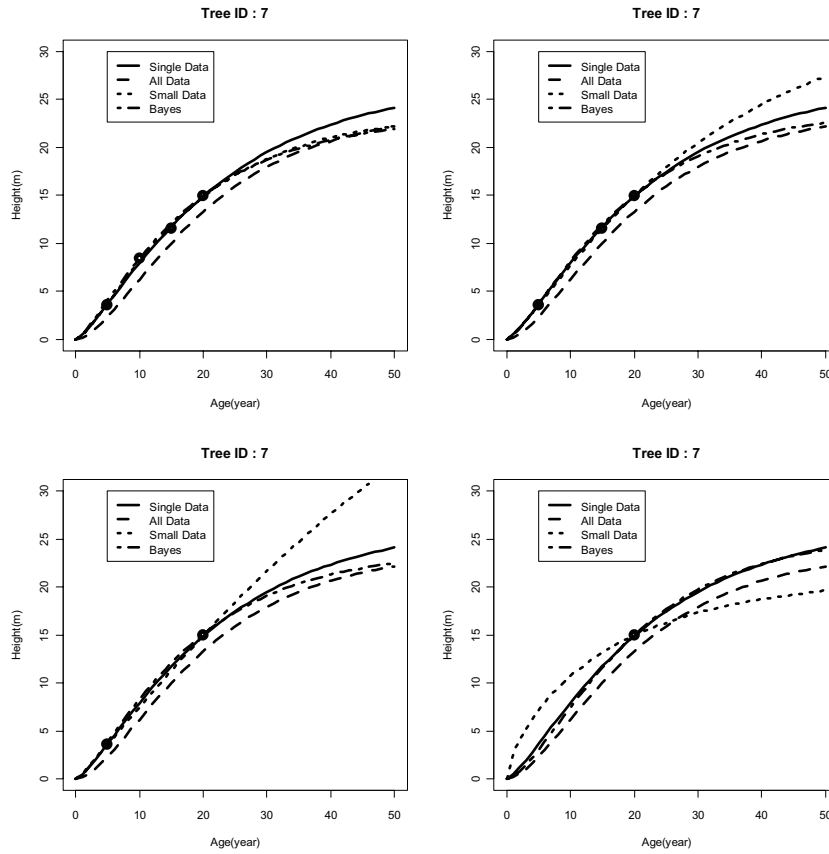 Tree ID : 7
Height(m)
30
25
20
15
10
5
0
Single Data
All Data
Small Data
Bayes
0 10 20 30 40 50
Age(year)
Tree ID : 7
Height(m)
30
25
20
15
10
5
0
Single Data
All Data
Small Data
Bayes
0 10 20 30 40 50
Age(year)
Tree ID : 7
Height(m)
30
25
20
15
10
5
0
Single Data
All Data
Small Data
Bayes
0 10 20 30 40 50
Age(year)
Tree ID : 7
Height(m)
30
25
20
15
10
5
0
Single Data
All Data
Small Data
Bayes
0 10 20 30 40 50
Age(year)